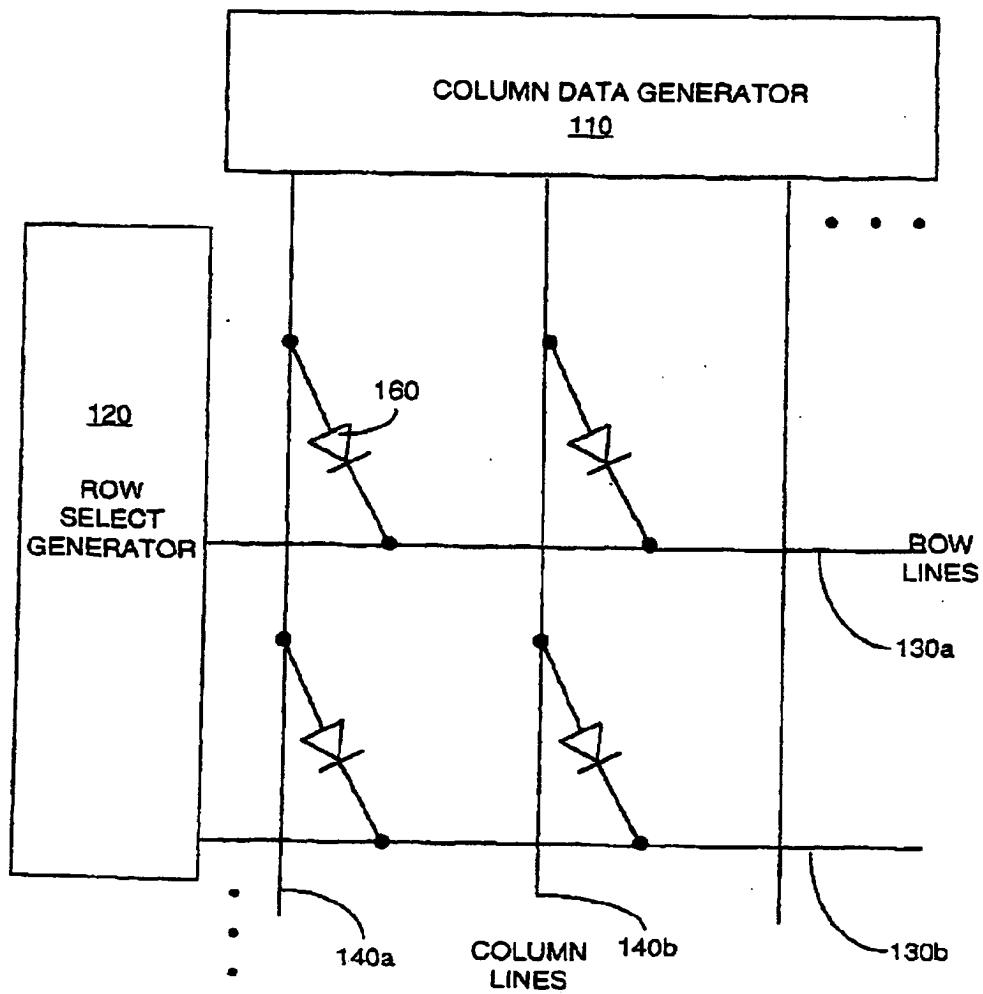 COLUMN DATA GENERATOR
110
160
120
ROW
SELECT
GENERATOR
ROW
LINES
130a
140a
COLUMN
LINES
140b
130b